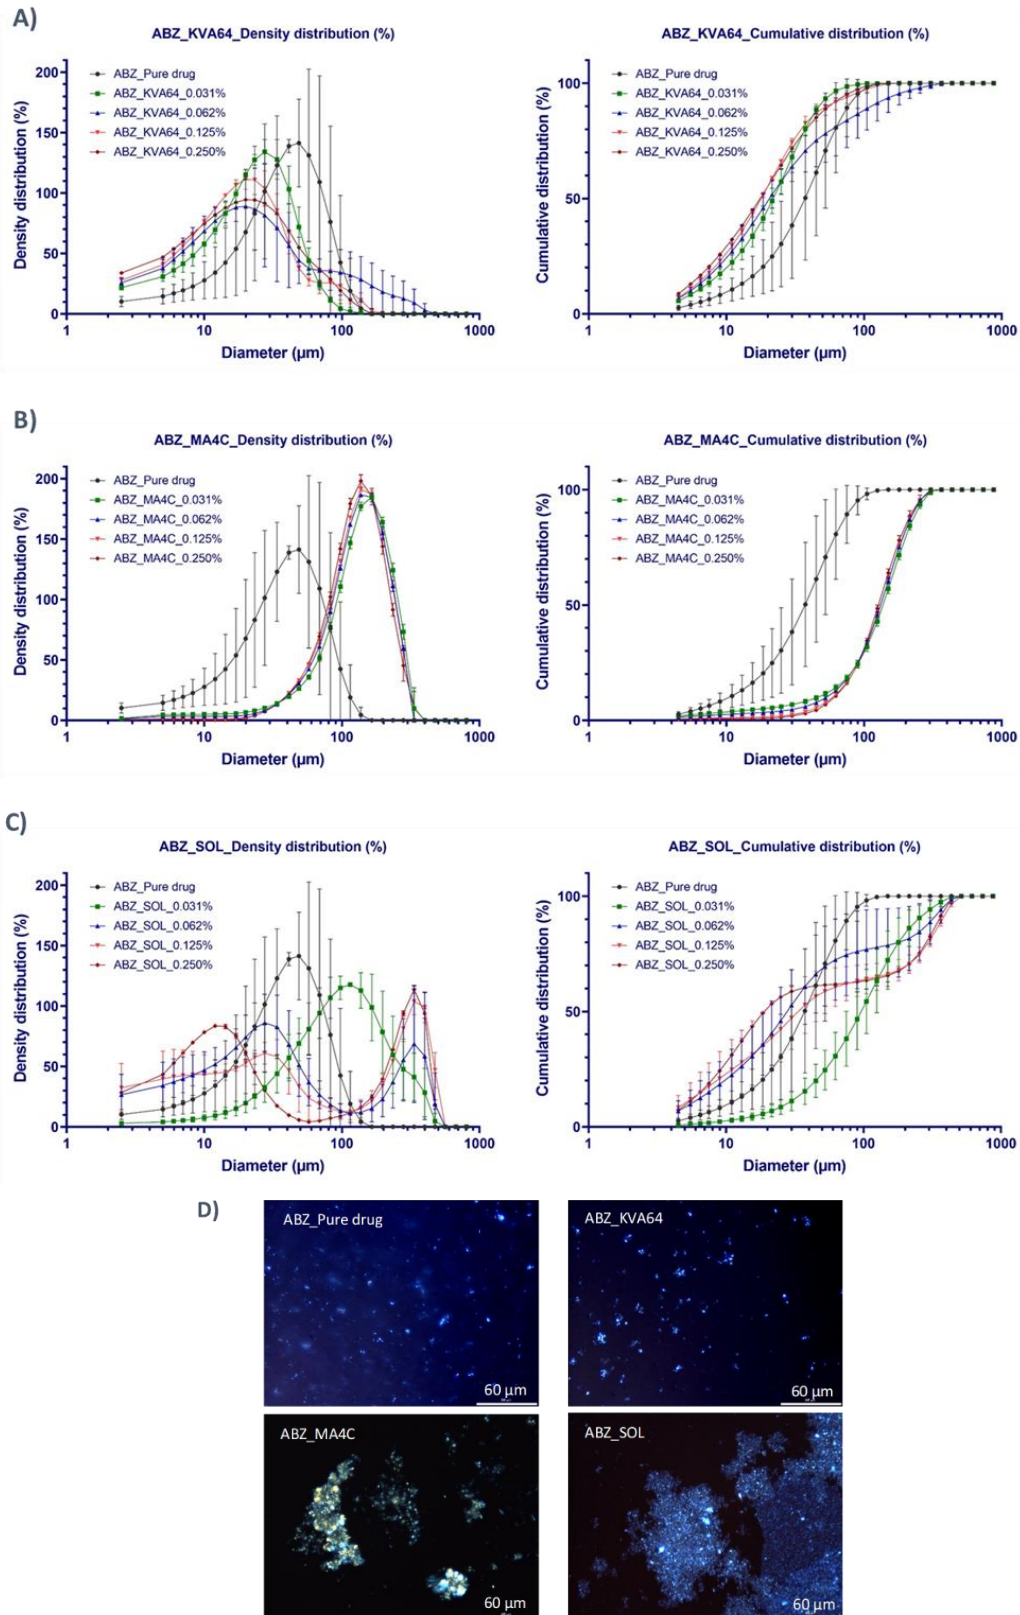 A)
ABZ_KVA64_Density distribution (%)
Density distribution (%)
200
150
100
50
0
ABZ_Pure drug
ABZ_KVA64_0.031%
ABZ_KVA64_0.062%
ABZ_KVA64_0.125%
ABZ_KVA64_0.250%
1 10 100 1000
Diameter (µm)
ABZ_KVA64_Cumulative distribution (%)
Cumulative distribution (%)
100
50
0
ABZ_Pure drug
ABZ_KVA64_0.031%
ABZ_KVA64_0.062%
ABZ_KVA64_0.125%
ABZ_KVA64_0.250%
1 10 100 1000
Diameter (µm)
B)
ABZ_MA4C_Density distribution (%)
Density distribution (%)
200
150
100
50
0
ABZ_Pure drug
ABZ_MA4C_0.031%
ABZ_MA4C_0.062%
ABZ_MA4C_0.125%
ABZ_MA4C_0.250%
1 10 100 1000
Diameter (µm)
ABZ_MA4C_Cumulative distribution (%)
Cumulative distribution (%)
100
50
0
ABZ_Pure drug
ABZ_MA4C_0.031%
ABZ_MA4C_0.062%
ABZ_MA4C_0.125%
ABZ_MA4C_0.250%
1 10 100 1000
Diameter (µm)
C)
ABZ_SOL_Density distribution (%)
Density distribution (%)
200
150
100
50
0
ABZ_Pure drug
ABZ_SOL_0.031%
ABZ_SOL_0.062%
ABZ_SOL_0.125%
ABZ_SOL_0.250%
1 10 100 1000
Diameter (µm)
ABZ_SOL_Cumulative distribution (%)
Cumulative distribution (%)
100
50
0
ABZ_Pure drug
ABZ_SOL_0.031%
ABZ_SOL_0.062%
ABZ_SOL_0.125%
ABZ_SOL_0.250%
1 10 100 1000
Diameter (µm)
D)
ABZ_Pure drug
60 µm
ABZ_KVA64
60 µm
ABZ_MA4C
60 µm
ABZ_SOL
60 µm